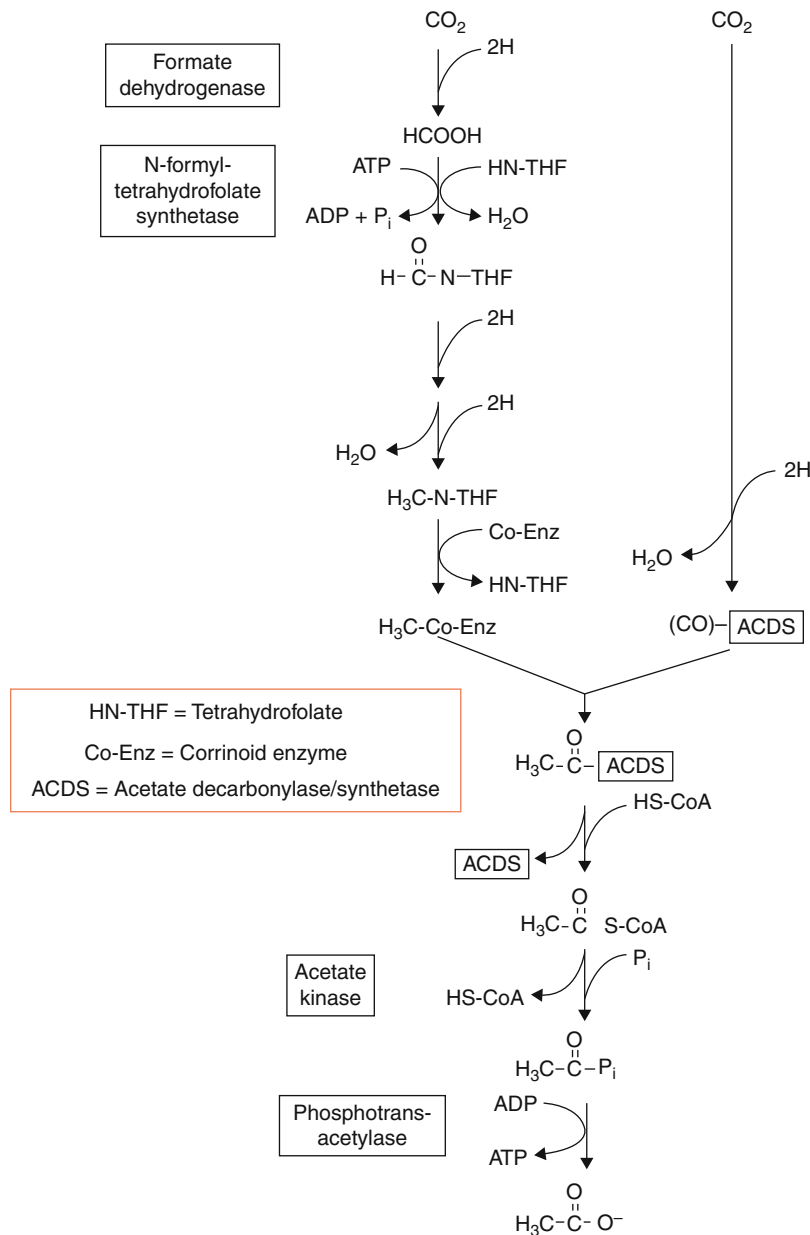 CO2 CO2
Formate
dehydrogenase
2H
HCOOH
N-formyl-
tetrahydrofolate
synthetase
ATP HN-THF
ADP + Pi H2O
O
H–C–N–THF
2H
2H
H2O
2H
H2O
H3C-N-THF
Co-Enz
HN-THF
H3C-Co-Enz (CO)–ACDS
HN-THF = Tetrahydrofolate
Co-Enz = Corrinoid enzyme
ACDS = Acetate decarbonylase/synthetase
O
H3C–C–ACDS
HS-CoA
ACDS
O
H3C–C S-CoA
Acetate
kinase
Pi
HS-CoA
O
H3C–C–Pi
Phosphotrans-
acetylase
ADP
ATP
O
H3C–C–O–